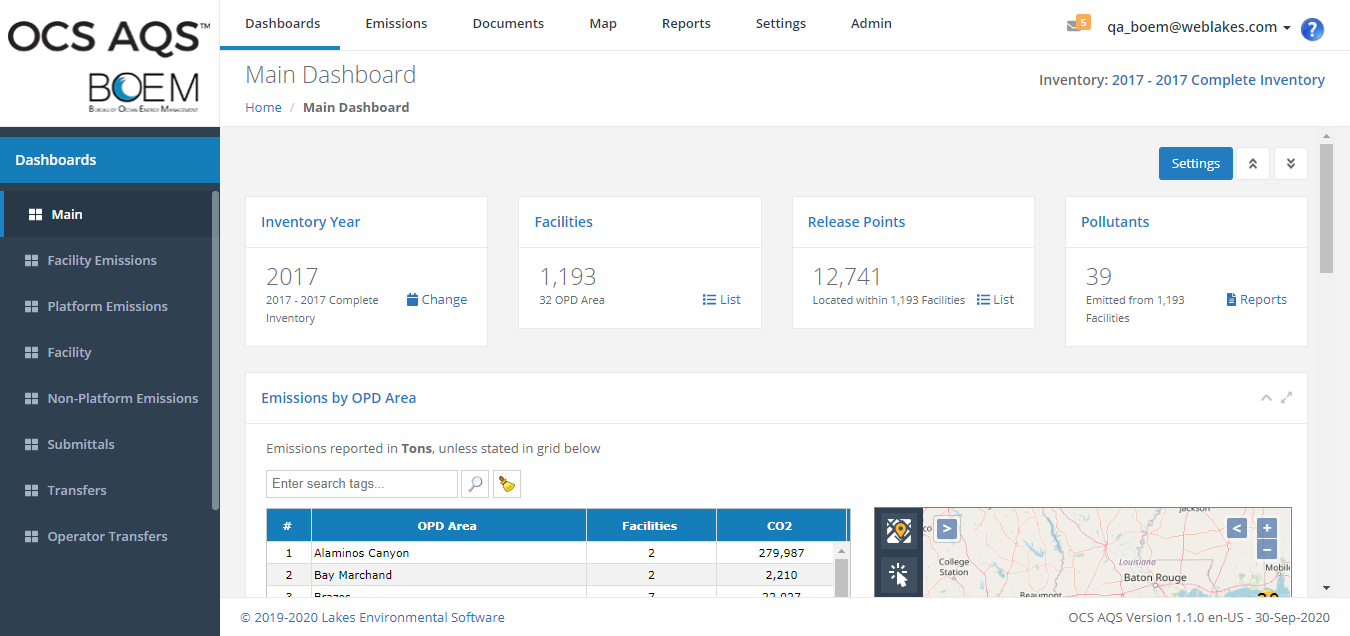 OCS AQS™
BOEM
BUREAU OF OCEAN ENERGY MANAGEMENT
Dashboards
Emissions
Documents
Map
Reports
Settings
Admin
5
qa_boem@weblakes.com
?
Main Dashboard
Home / Main Dashboard
Inventory: 2017 - 2017 Complete Inventory
Dashboards
Main
Facility Emissions
Platform Emissions
Facility
Non-Platform Emissions
Submittals
Transfers
Operator Transfers
Settings
Inventory Year
2017
2017 - 2017 Complete
Inventory
Change
Facilities
1,193
32 OPD Area
List
Release Points
12,741
Located within 1,193 Facilities
List
Pollutants
39
Emitted from 1,193
Facilities
Reports
Emissions by OPD Area
Emissions reported in Tons, unless stated in grid below
Enter search tags...
# OPD Area Facilities CO2
1 Alaminos Canyon 2 279,987
2 Bay Marchand 2 2,210
3 Brazos 7 22,027
>
<
+
−
Jackson
College
Station
Louisiana
Baton Rouge
Mobile
Beaumont
© 2019-2020 Lakes Environmental Software
OCS AQS Version 1.1.0 en-US - 30-Sep-2020